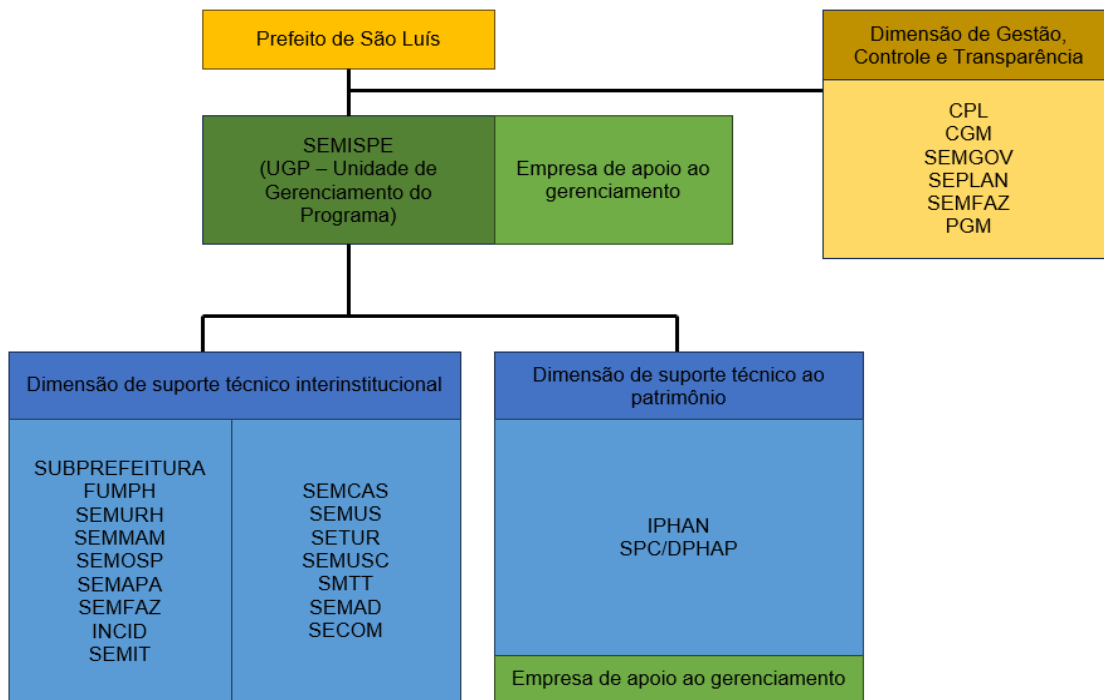 Prefeito de São Luís
Dimensão de Gestão,
Controle e Transparência
CPL
CGM
SEMGOV
SEPLAN
SEMFAZ
PGM
SEMISPE
(UGP – Unidade de
Gerenciamento do
Programa)
Empresa de apoio ao
gerenciamento
Dimensão de suporte técnico interinstitucional
SUBPREFEITURA
FUMPH
SEMURH
SEMMAM
SEMOSP
SEMAPA
SEMFAZ
INCID
SEMIT
SEMCAS
SEMUS
SETUR
SEMUSC
SMTT
SEMAD
SECOM
Dimensão de suporte técnico ao
patrimônio
IPHAN
SPC/DPHAP
Empresa de apoio ao gerenciamento